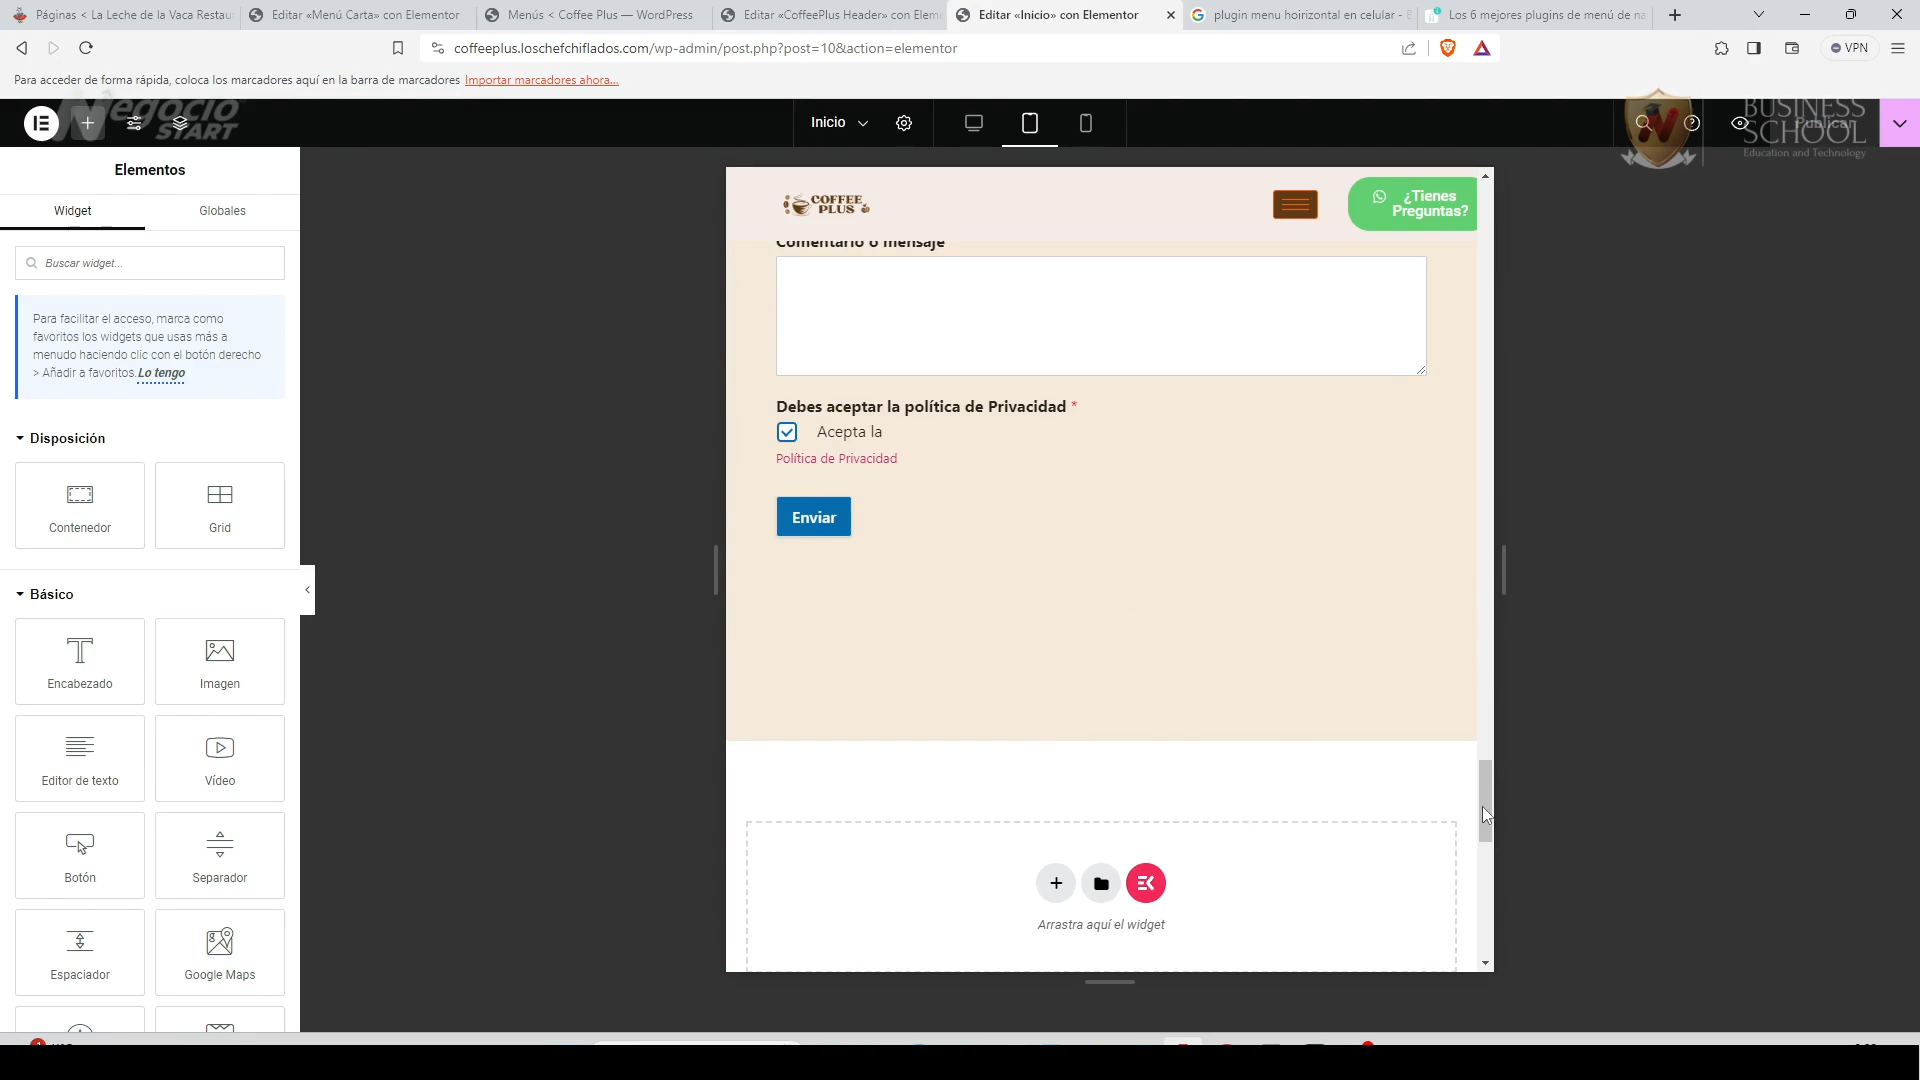 Páginas < La Leche de la Vaca Restau
Editar «Menú Carta» con Elementor
Menús < Coffee Plus — WordPress
Editar «CoffeePlus Header» con Eleme
Editar «Inicio» con Elementor
plugin menu hoirizontal en celular - B
Los 6 mejores plugins de menú de na
coffeeplus.loschefchiflados.com/wp-admin/post.php?post=10&action=elementor
VPN
Para acceder de forma rápida, coloca los marcadores aquí en la barra de marcadores Importar marcadores ahora...
Negocio
START
Inicio
Publicar
BUSINESS
SCHOOL
Education and Technology
Elementos
Widget
Globales
Buscar widget...
Para facilitar el acceso, marca como
favoritos los widgets que usas más a
menudo haciendo clic con el botón derecho
> Añadir a favoritos. Lo tengo
Disposición
Contenedor
Grid
Básico
Encabezado
Imagen
Editor de texto
Vídeo
Botón
Separador
Espaciador
Google Maps
COFFEE
PLUS
¿Tienes
Preguntas?
Comentario o mensaje
Debes aceptar la política de Privacidad *
Acepta la
Política de Privacidad
Enviar
Arrastra aquí el widget